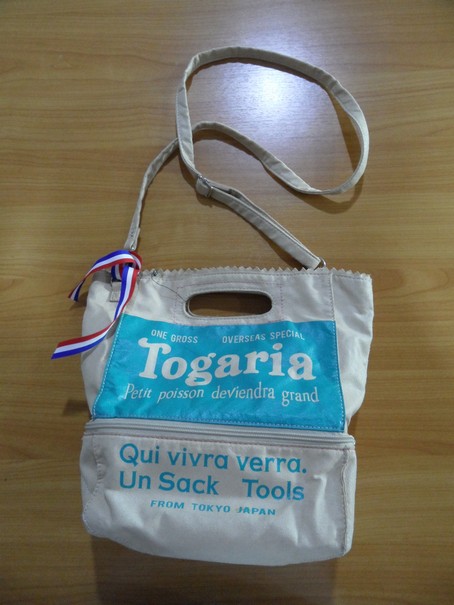 ONE GROSS OVERSEAS SPECIAL
Togaria
Petit poisson deviendra grand
Qui vivra verra.
Un Sack Tools
FROM TOKYO JAPAN